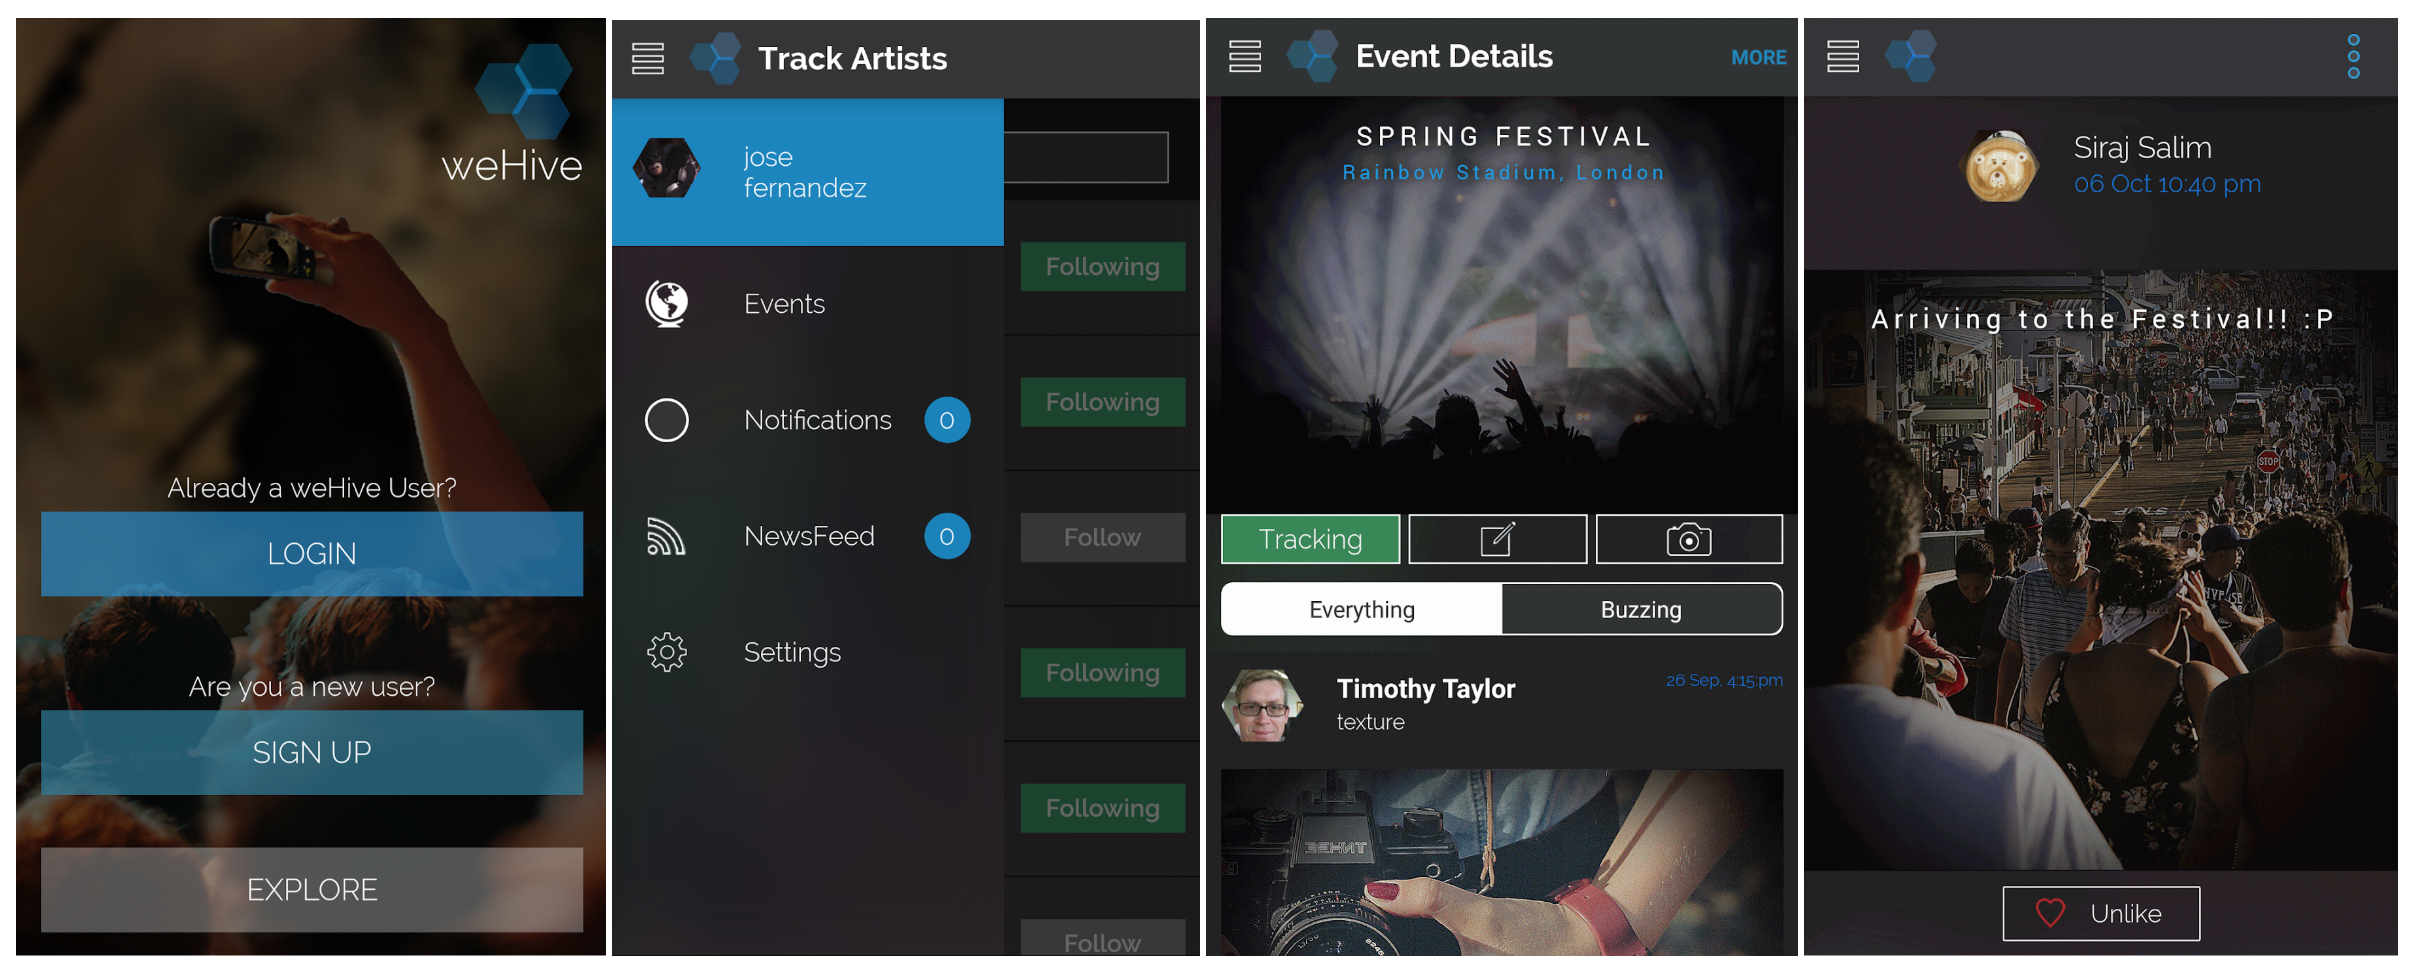 weHive
Already a weHive User?
LOGIN
Are you a new user?
SIGN UP
EXPLORE
Track Artists
jose
fernandez
Events
Notifications 0
NewsFeed 0
Settings
Following
Following
Follow
Following
Following
Follow
Event Details
MORE
SPRING FESTIVAL
Rainbow Stadium, London
Tracking
Everything
Buzzing
Timothy Taylor
26 Sep, 4:15:pm
texture
ЗЕНИТ
Siraj Salim
06 Oct 10:40 pm
Arriving to the Festival!! :P
STOP
Unlike